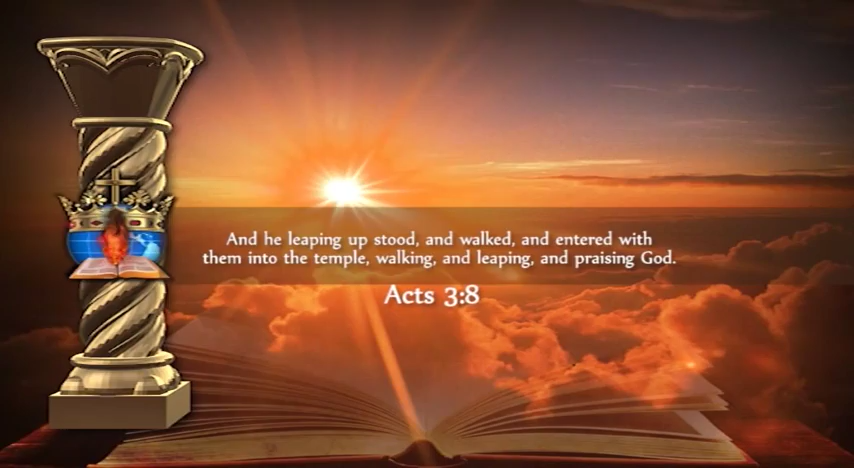 And he leaping up stood, and walked, and entered with
them into the temple, walking, and leaping, and praising God.
Acts 3:8